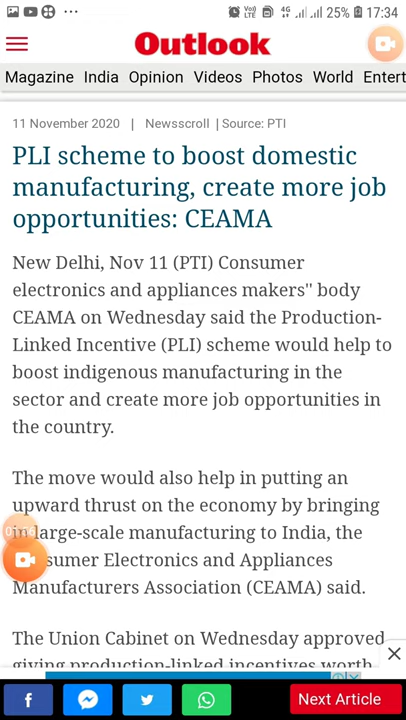 25% 17:34
Outlook
Magazine India Opinion Videos Photos World Entert
11 November 2020 | Newsscroll | Source: PTI
PLI scheme to boost domestic
manufacturing, create more job
opportunities: CEAMA
New Delhi, Nov 11 (PTI) Consumer
electronics and appliances makers'' body
CEAMA on Wednesday said the Production-
Linked Incentive (PLI) scheme would help to
boost indigenous manufacturing in the
sector and create more job opportunities in
the country.
The move would also help in putting an
upward thrust on the economy by bringing
large-scale manufacturing to India, the
sumer Electronics and Appliances
Manufacturers Association (CEAMA) said.
The Union Cabinet on Wednesday approved
giving production-linked incentives worth
Next Article